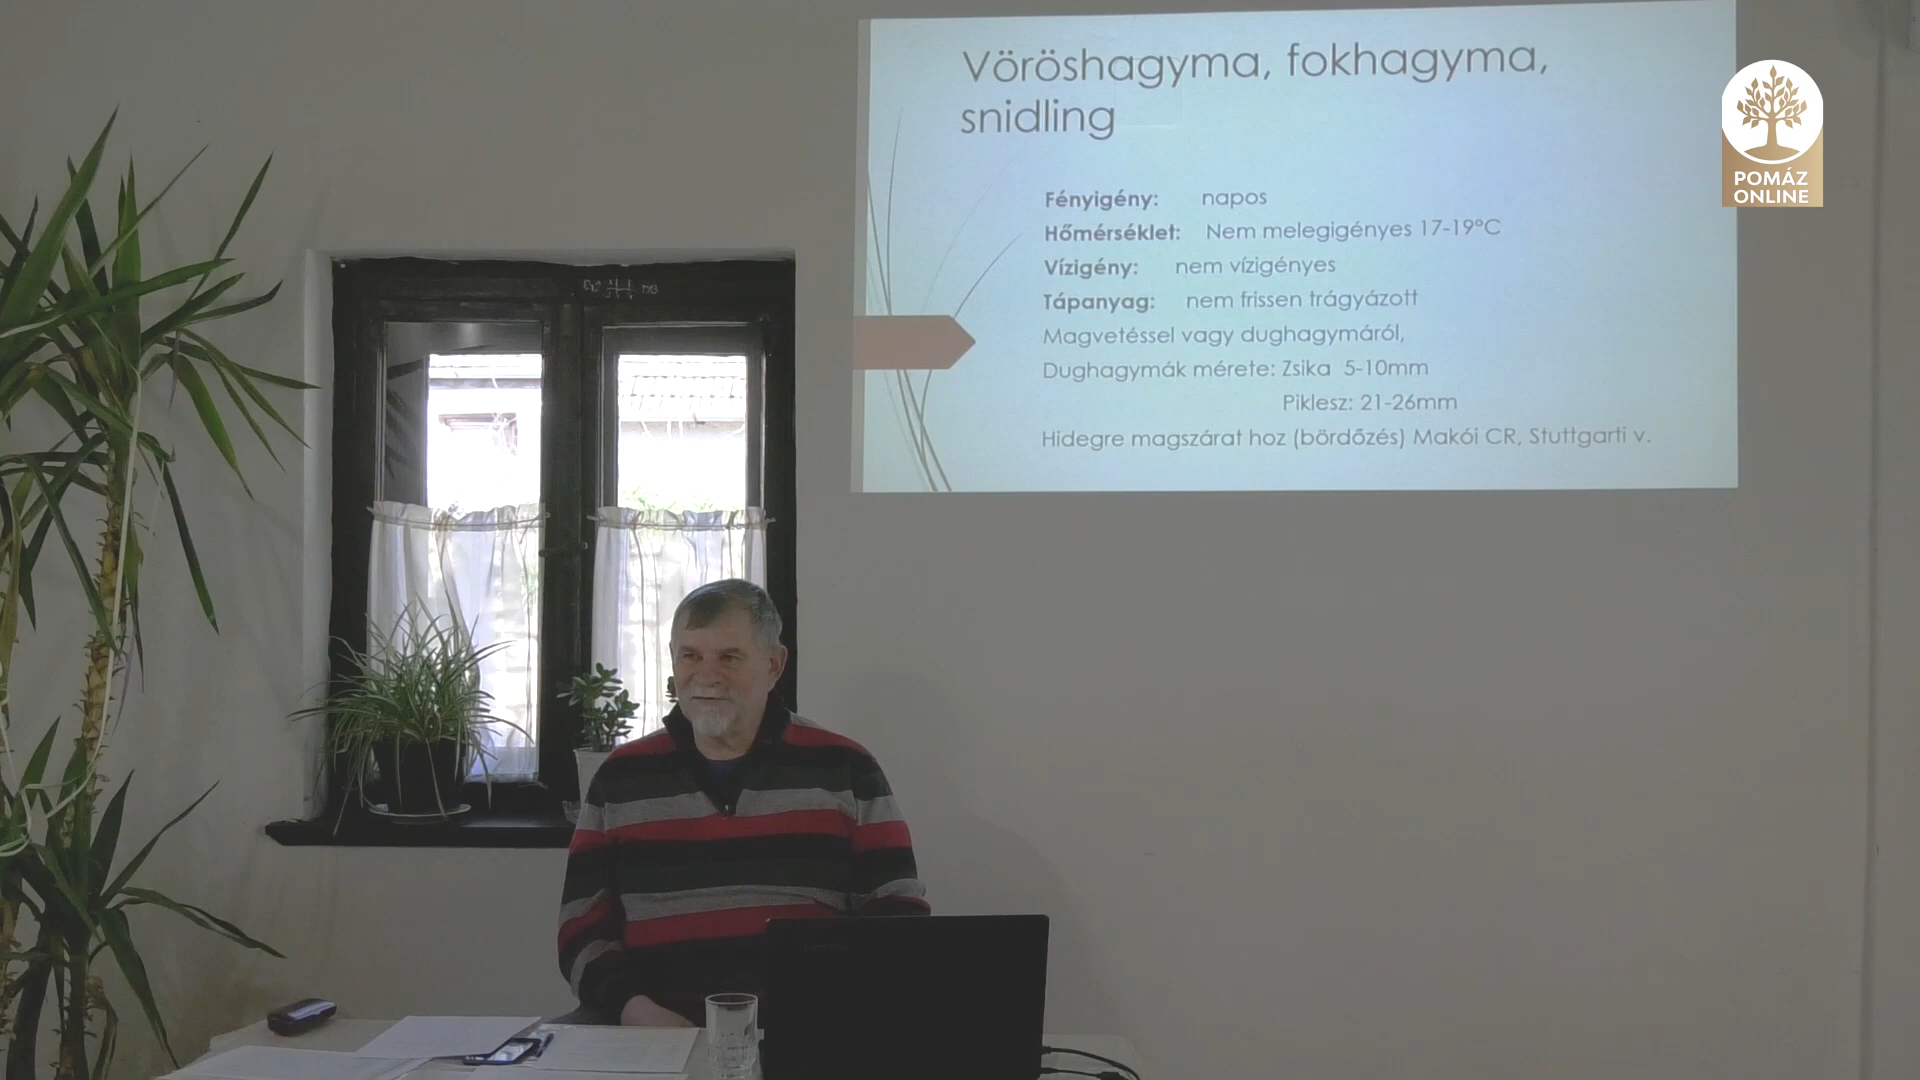 Vöröshagyma, fokhagyma,
snidling
Fényigény: napos
Hőmérséklet: Nem melegigényes 17-19°C
Vízigény: nem vízigényes
Tápanyag: nem frissen trágyázott
Magvetéssel vagy dughagymáról,
Dughagymák mérete: Zsika 5-10mm
Piklesz: 21-26mm
Hidegre magszárat hoz (bördőzés) Makói CR, Stuttgarti v.
POMÁZ
ONLINE